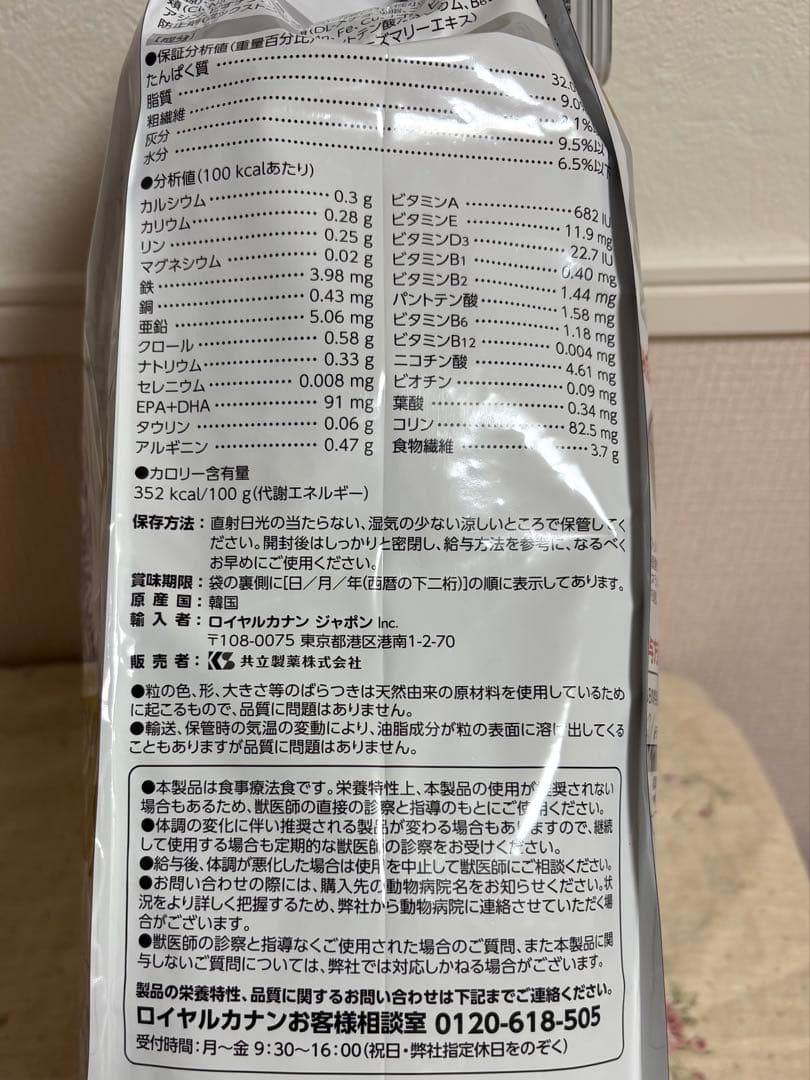 ●保証分析値(重量百分比)
たんぱく質 32.0
脂質 9.0%
粗繊維 1%以
灰分 9.5%以
水分 6.5%以下
●分析値(100 kcalあたり)
カルシウム 0.3 g
カリウム 0.28 g
リン 0.25 g
マグネシウム 0.02 g
鉄 3.98 mg
銅 0.43 mg
亜鉛 5.06 mg
クロール 0.58 g
ナトリウム 0.33 g
セレニウム 0.008 mg
EPA+DHA 91 mg
タウリン 0.06 g
アルギニン 0.47 g
ビタミンA 682 IU
ビタミンE 11.9 mg
ビタミンD3 22.7 IU
ビタミンB1 0.40 mg
ビタミンB2 1.44 mg
パントテン酸 1.58 mg
ビタミンB6 1.18 mg
ビタミンB12 0.004 mg
ニコチン酸 4.61 mg
ビオチン 0.09 mg
葉酸 0.34 mg
コリン 82.5 mg
食物繊維 3.7 g
●カロリー含有量
352 kcal/100 g(代謝エネルギー)
保存方法：直射日光の当たらない、湿気の少ない涼しいところで保管してく
ださい。開封後はしっかりと密閉し、給与方法を参考に、なるべく
お早めにご使用ください。
賞味期限：袋の裏側に[日／月／年(西暦の下二桁)]の順に表示してあります。
原産国：韓国
輸入者：ロイヤルカナン ジャポン Inc.
〒108-0075 東京都港区港南1-2-70
販売者：KS 共立製薬株式会社
●粒の色、形、大きさ等のばらつきは天然由来の原材料を使用しているため
に起こるもので、品質に問題はありません。
●輸送、保管時の気温の変動により、油脂成分が粒の表面に溶け出してくる
こともありますが品質に問題はありません。
●本製品は食事療法食です。栄養特性上、本製品の使用が推奨されない
場合もあるため、獣医師の直接の診察と指導のもとにご使用ください。
●体調の変化に伴い推奨される製品が変わる場合もありますので、継続
して使用する場合も定期的な獣医師の診察をお受けください。
●給与後、体調が悪化した場合は使用を中止して獣医師にご相談ください。
●お問い合わせの際には、購入先の動物病院名をお知らせください。状
況をより詳しく把握するため、弊社から動物病院に連絡させていただく場
合がございます。
●獣医師の診察と指導なくご使用された場合のご質問、また本製品に関
与しないご質問については、弊社では対応しかねる場合がございます。
製品の栄養特性、品質に関するお問い合わせは下記までご連絡ください。
ロイヤルカナンお客様相談室 0120-618-505
受付時間：月～金 9：30～16：00(祝日・弊社指定休日をのぞく)